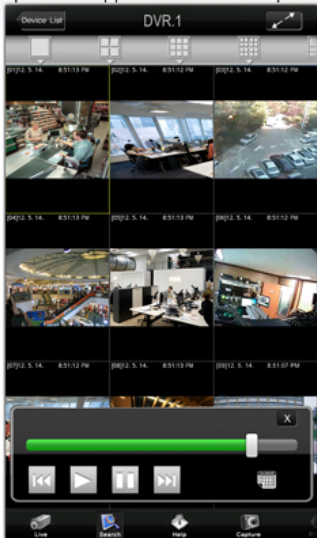 Device List
DVR.1
[01]12. 5. 14. 8:51:13 PM
[02]12. 5. 14. 8:51:13 PM
[03]12. 5. 14. 8:51:12 PM
[04]12. 5. 14. 8:51:13 PM
[05]12. 5. 14. 8:51:13 PM
[06]12. 5. 14. 8:51:12 PM
[07]12. 5. 14. 8:51:13 PM
[08]12. 5. 14. 8:51:13 PM
[09]12. 5. 14. 8:51:07 PM
X
Live
Search
Help
Capture